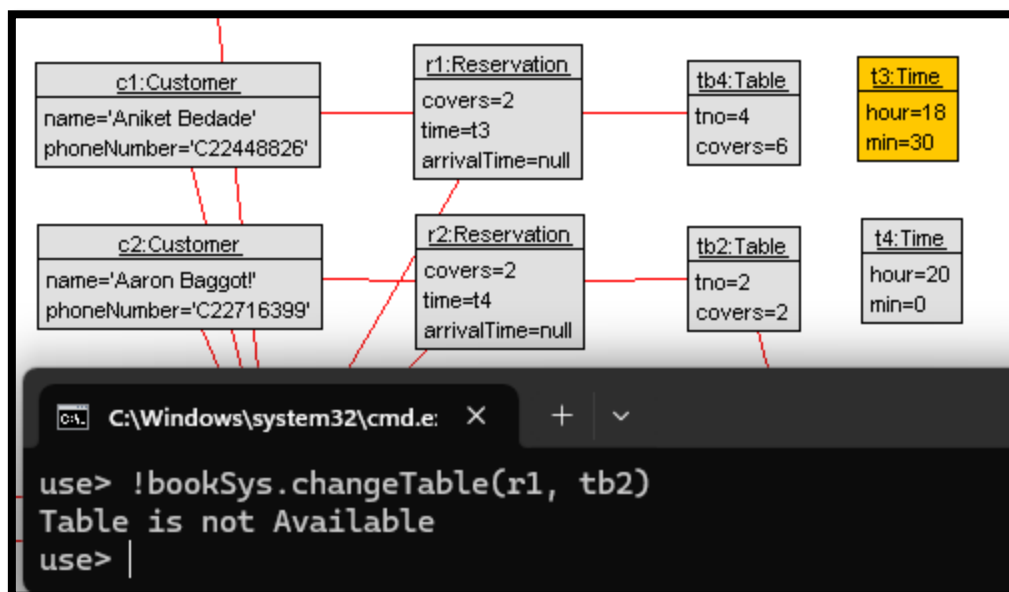 c1:Customer
name='Aniket Bedade'
phoneNumber='C22448826'
r1:Reservation
covers=2
time=t3
arrivalTime=null
tb4:Table
tno=4
covers=6
t3:Time
hour=18
min=30
c2:Customer
name='Aaron Baggot!'
phoneNumber='C22716399'
r2:Reservation
covers=2
time=t4
arrivalTime=null
tb2:Table
tno=2
covers=2
t4:Time
hour=20
min=0
C:\Windows\system32\cmd.e:
use> !bookSys.changeTable(r1, tb2)
Table is not Available
use>